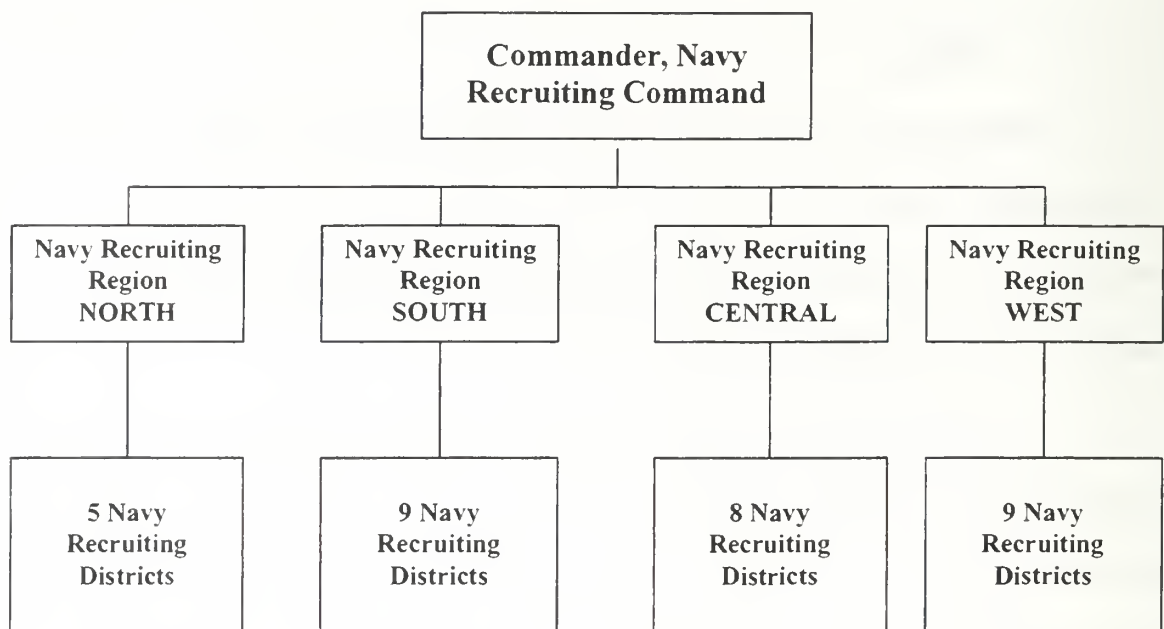 Commander, Navy
Recruiting Command
Navy Recruiting
Region
NORTH
Navy Recruiting
Region
SOUTH
Navy Recruiting
Region
CENTRAL
Navy Recruiting
Region
WEST
5 Navy
Recruiting
Districts
9 Navy
Recruiting
Districts
8 Navy
Recruiting
Districts
9 Navy
Recruiting
Districts